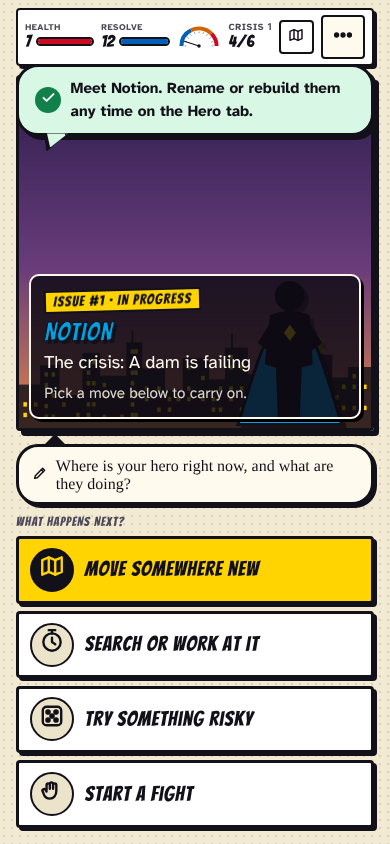 HEALTH
7
RESOLVE
12
CRISIS 1
4/6
Meet Notion. Rename or rebuild them
any time on the Hero tab.
ISSUE #1 • IN PROGRESS
NOTION
The crisis: A dam is failing
Pick a move below to carry on.
Where is your hero right now, and what are
they doing?
WHAT HAPPENS NEXT?
MOVE SOMEWHERE NEW
SEARCH OR WORK AT IT
TRY SOMETHING RISKY
START A FIGHT